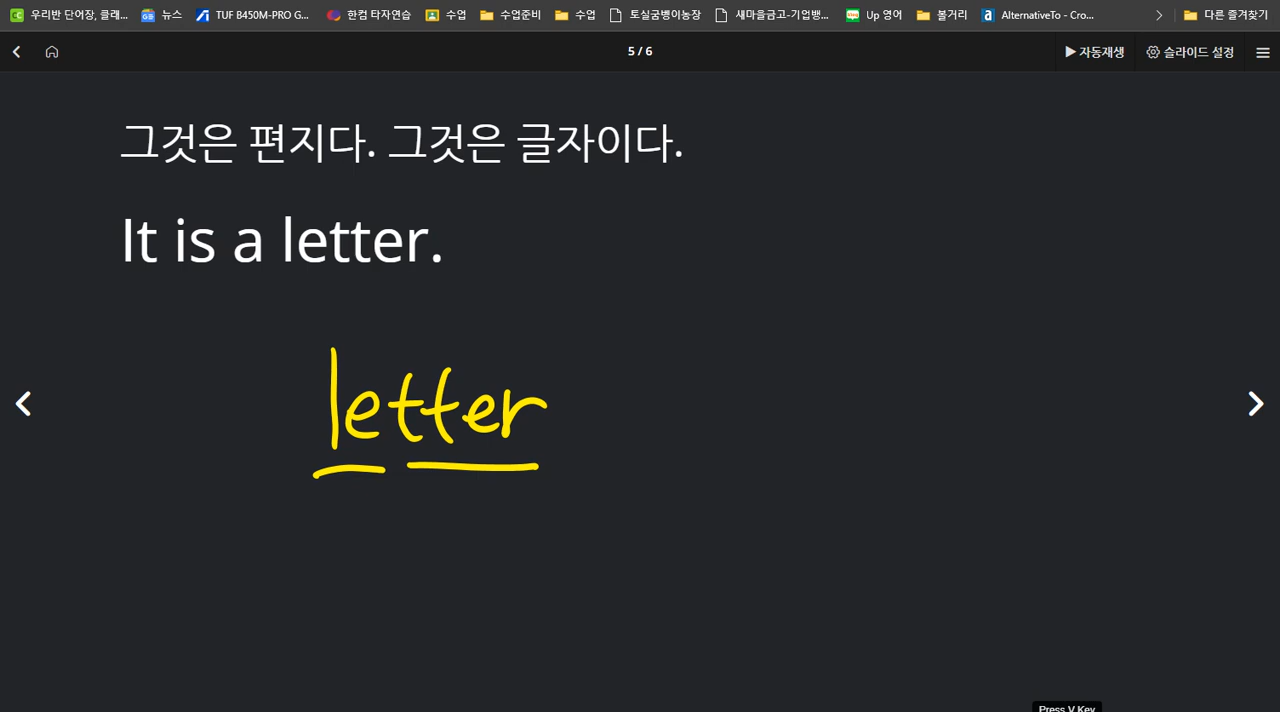 우리반 단어장, 클래...
뉴스
TUF B450M-PRO G...
한컴 타자연습
수업
수업준비
수업
토실굼벵이농장
새마을금고-기업뱅...
Up 영어
볼거리
AlternativeTo - Cro...
다른 즐겨찾기
5 / 6
자동재생
슬라이드 설정
그것은 편지다. 그것은 글자이다.
It is a letter.
letter
Press V Key